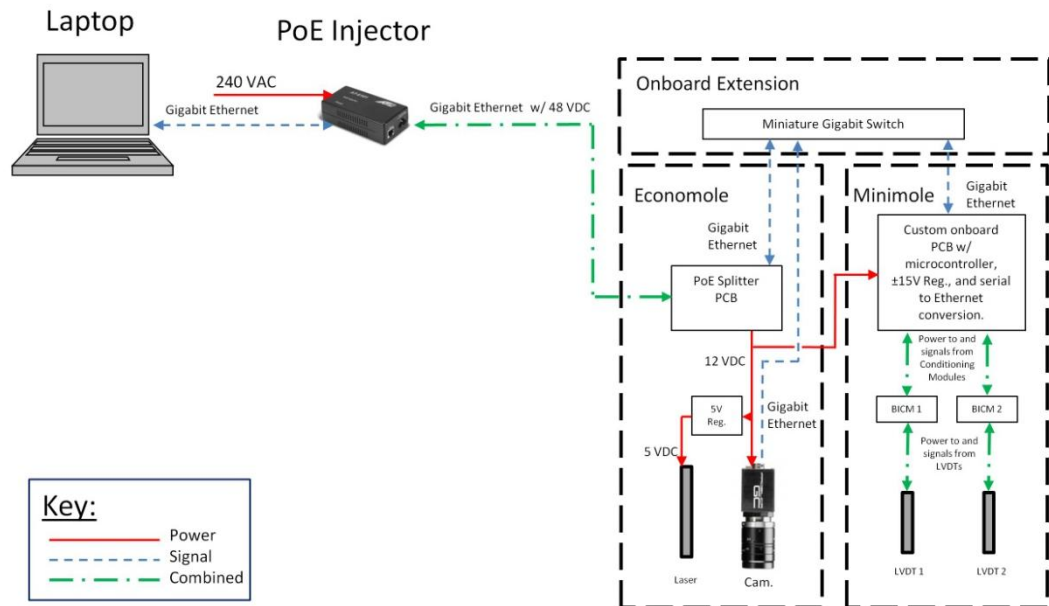 Laptop
PoE Injector
240 VAC
Gigabit Ethernet
Gigabit Ethernet w/ 48 VDC
Onboard Extension
Miniature Gigabit Switch
Economole
Minimole
Gigabit
Ethernet
Gigabit
Ethernet
Custom onboard
PCB w/
microcontroller,
±15V Reg., and serial
to Ethernet
conversion.
PoE Splitter
PCB
12 VDC
Power to and
signals from
Conditioning
Modules
5V
Reg.
Gigabit
Ethernet
BICM 1
BICM 2
5 VDC
Power to and
signals from
LVDTs
Laser
Cam.
LVDT 1
LVDT 2
Key:
Power
Signal
Combined